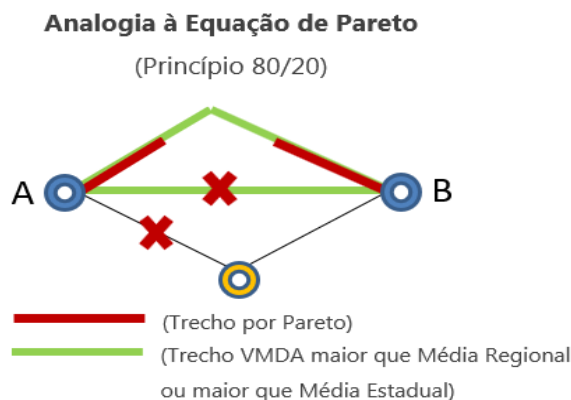 Analogia à Equação de Pareto
(Princípio 80/20)
A
B
(Trecho por Pareto)
(Trecho VMDA maior que Média Regional
ou maior que Média Estadual)